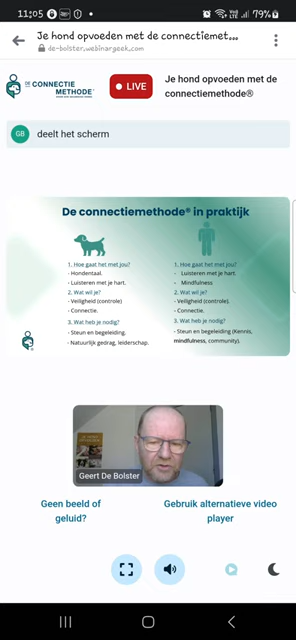 11:05
79%
Je hond opvoeden met de connectiemet...
de-bolster.webinargeek.com
DE CONNECTIE
METHODE
LIVE
Je hond opvoeden met de
connectiemethode®
GB
deelt het scherm
De connectiemethode® in praktijk
1. Hoe gaat het met jou?
- Hondentaal.
- Luisteren met je hart.
2. Wat wil je?
- Veiligheid (controle)
- Connectie.
3. Wat heb je nodig?
- Steun en begeleiding.
- Natuurlijk gedrag, leiderschap.
1. Hoe gaat het met jou?
- Luisteren met je hart.
- Mindfulness
2. Wat wil je?
- Veiligheid (controle).
- Connectie.
3. Wat heb je nodig?
- Steun en begeleiding (Kennis,
mindfulness, community).
Geert De Bolster
Geen beeld of
geluid?
Gebruik alternatieve video
player